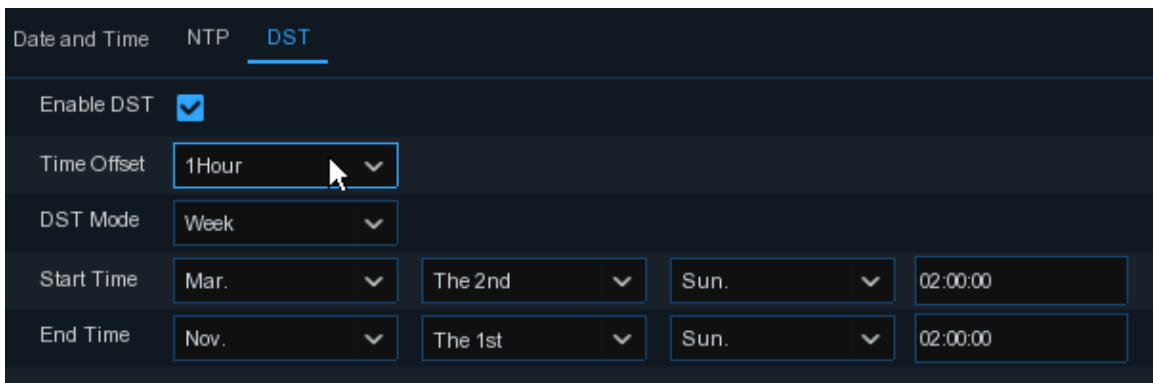 Date and Time NTP DST
Enable DST
Time Offset 1Hour
DST Mode Week
Start Time Mar. The 2nd Sun. 02:00:00
End Time Nov. The 1st Sun. 02:00:00